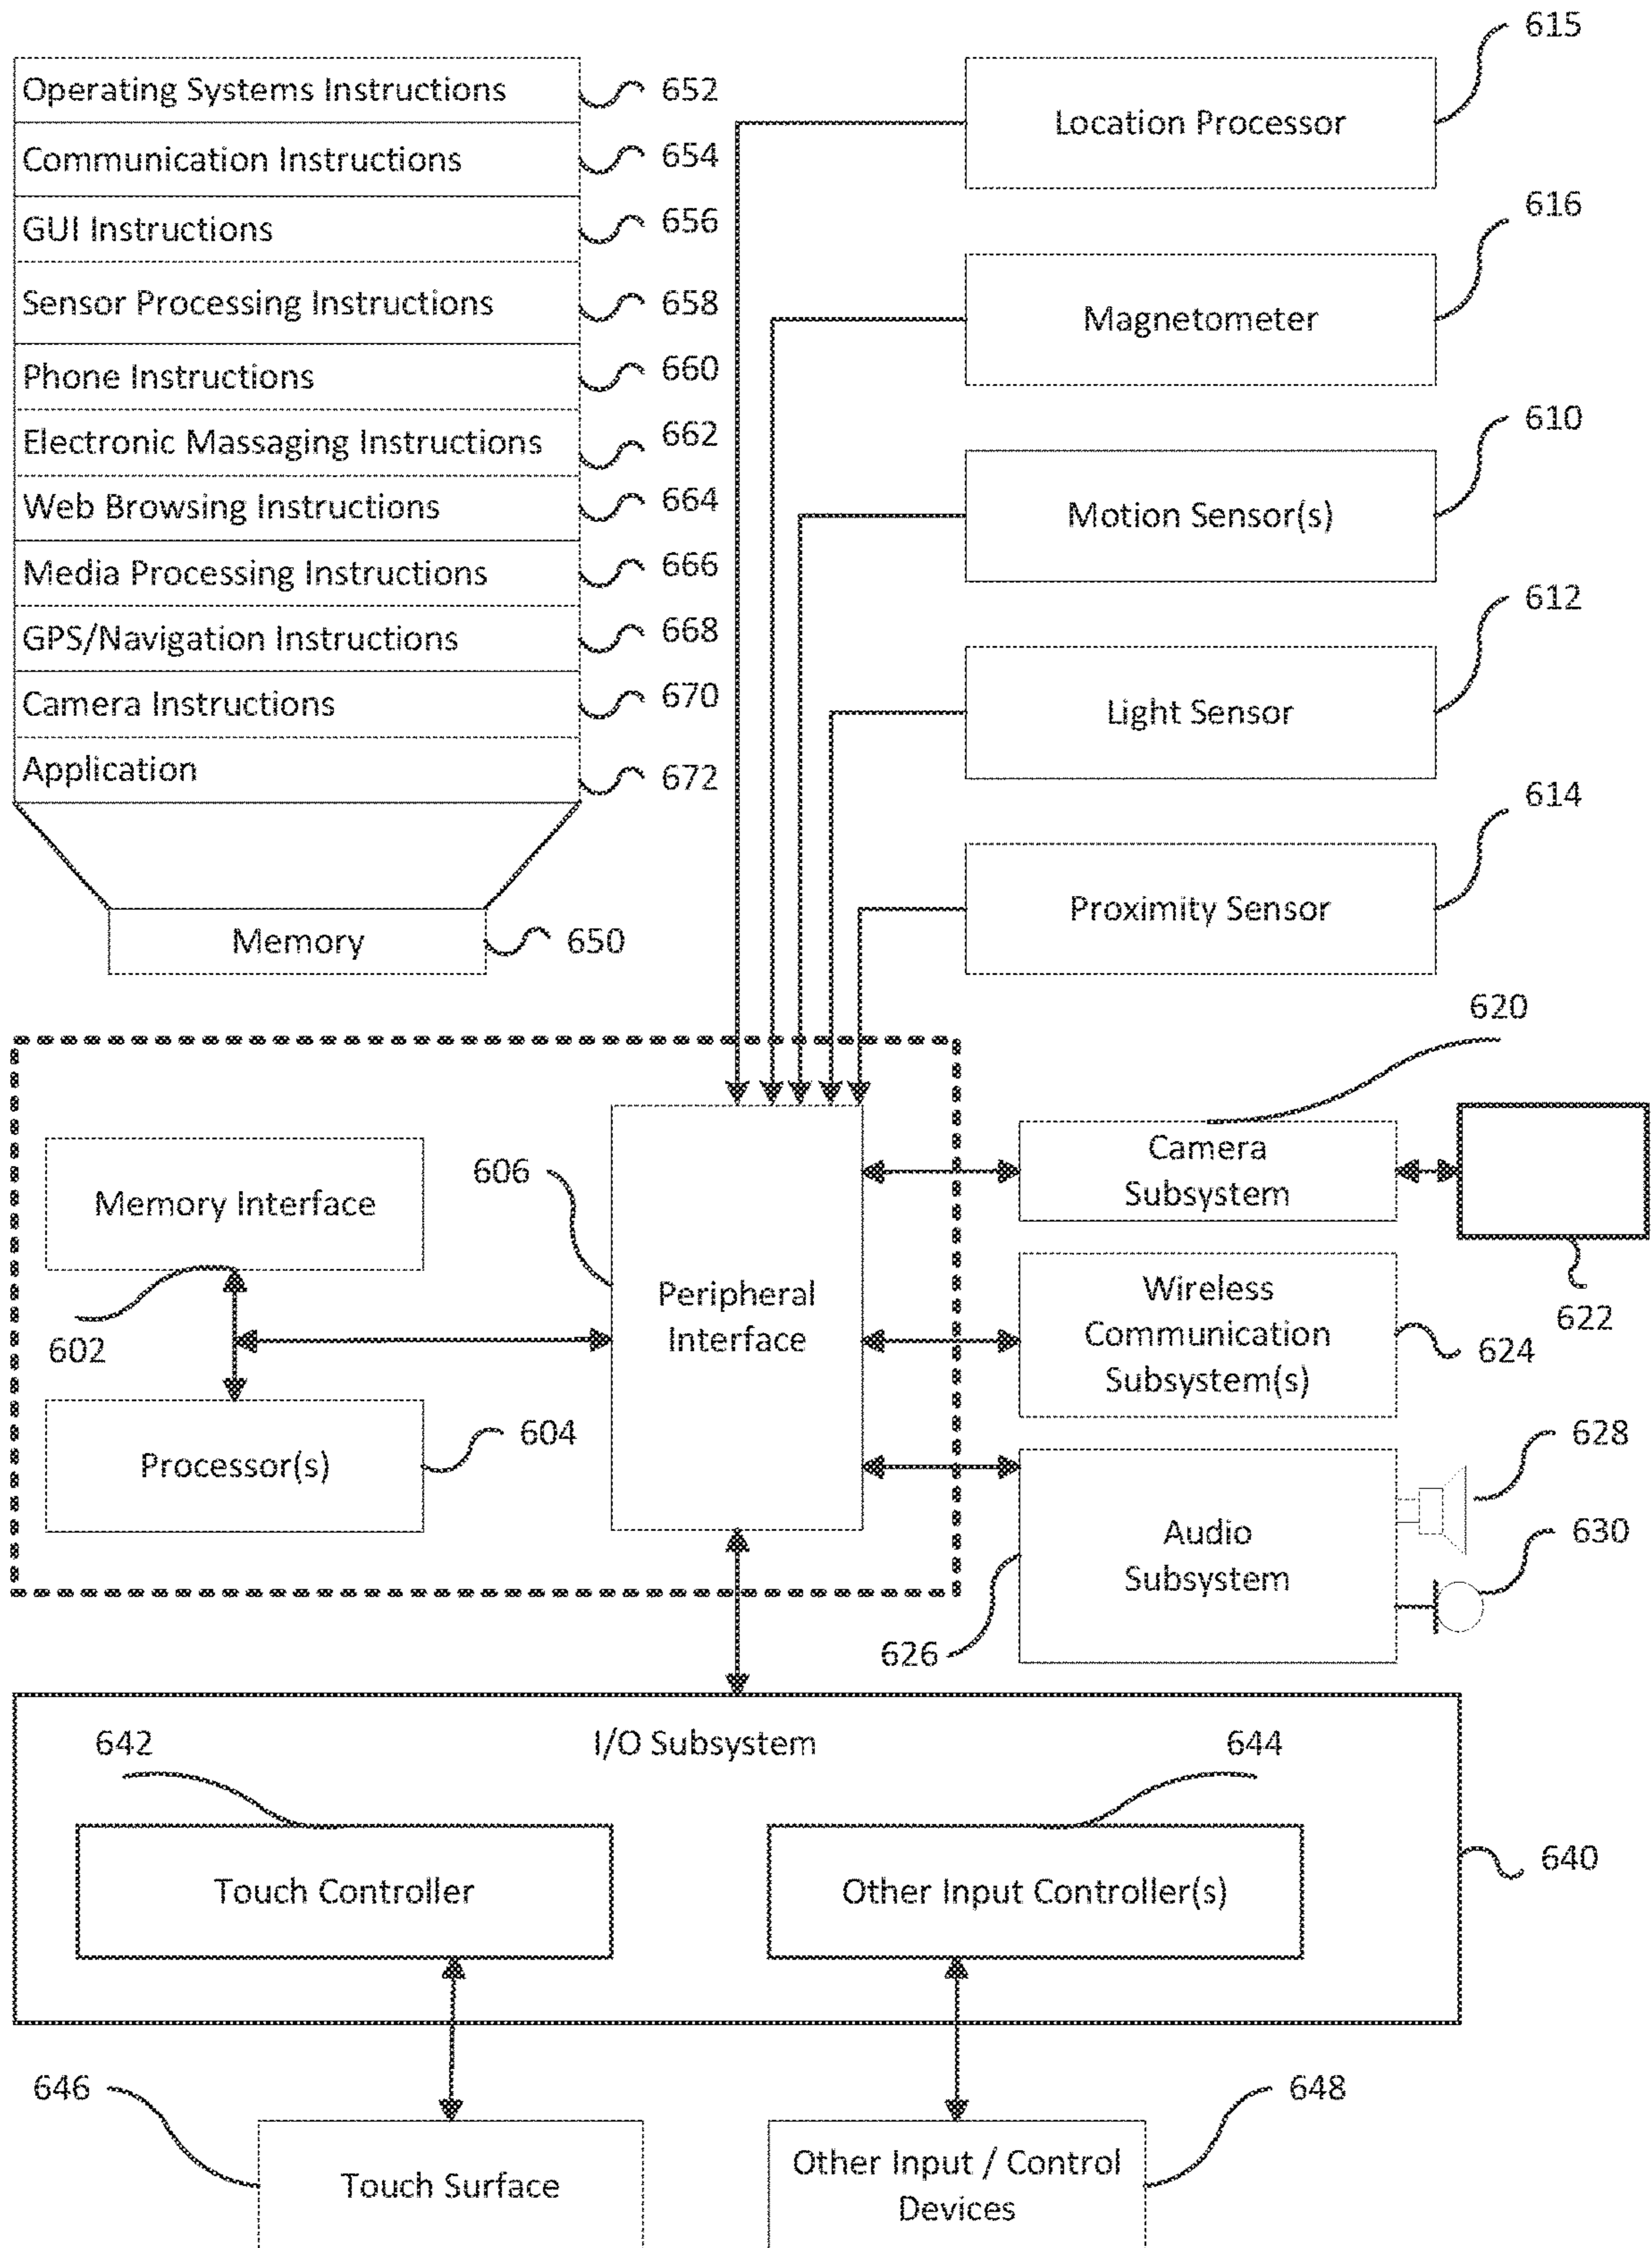 Operating Systems Instructions 652
Communication Instructions 654
GUI Instructions 656
Sensor Processing Instructions 658
Phone Instructions 660
Electronic Massaging Instructions 662
Web Browsing Instructions 664
Media Processing Instructions 666
GPS/Navigation Instructions 668
Camera Instructions 670
Application 672
Memory 650
615
Location Processor
616
Magnetometer
610
Motion Sensor(s)
612
Light Sensor
614
Proximity Sensor
620
Memory Interface
602
Processor(s) 604
606
Peripheral
Interface
Camera
Subsystem
622
Wireless
Communication
Subsystem(s)
624
628
630
Audio
Subsystem
626
I/O Subsystem
642
644
Touch Controller
Other Input Controller(s)
640
646
Touch Surface
648
Other Input / Control
Devices